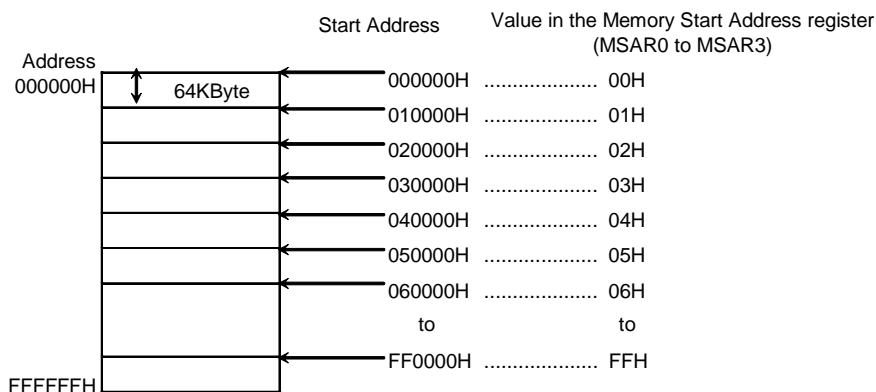 Start Address
Value in the Memory Start Address register
(MSAR0 to MSAR3)
Address
000000H
64KByte
000000H ................... 00H
010000H ................... 01H
020000H ................... 02H
030000H ................... 03H
040000H ................... 04H
050000H ................... 05H
060000H ................... 06H
to to
FF0000H ................... FFH
FFFFFFH